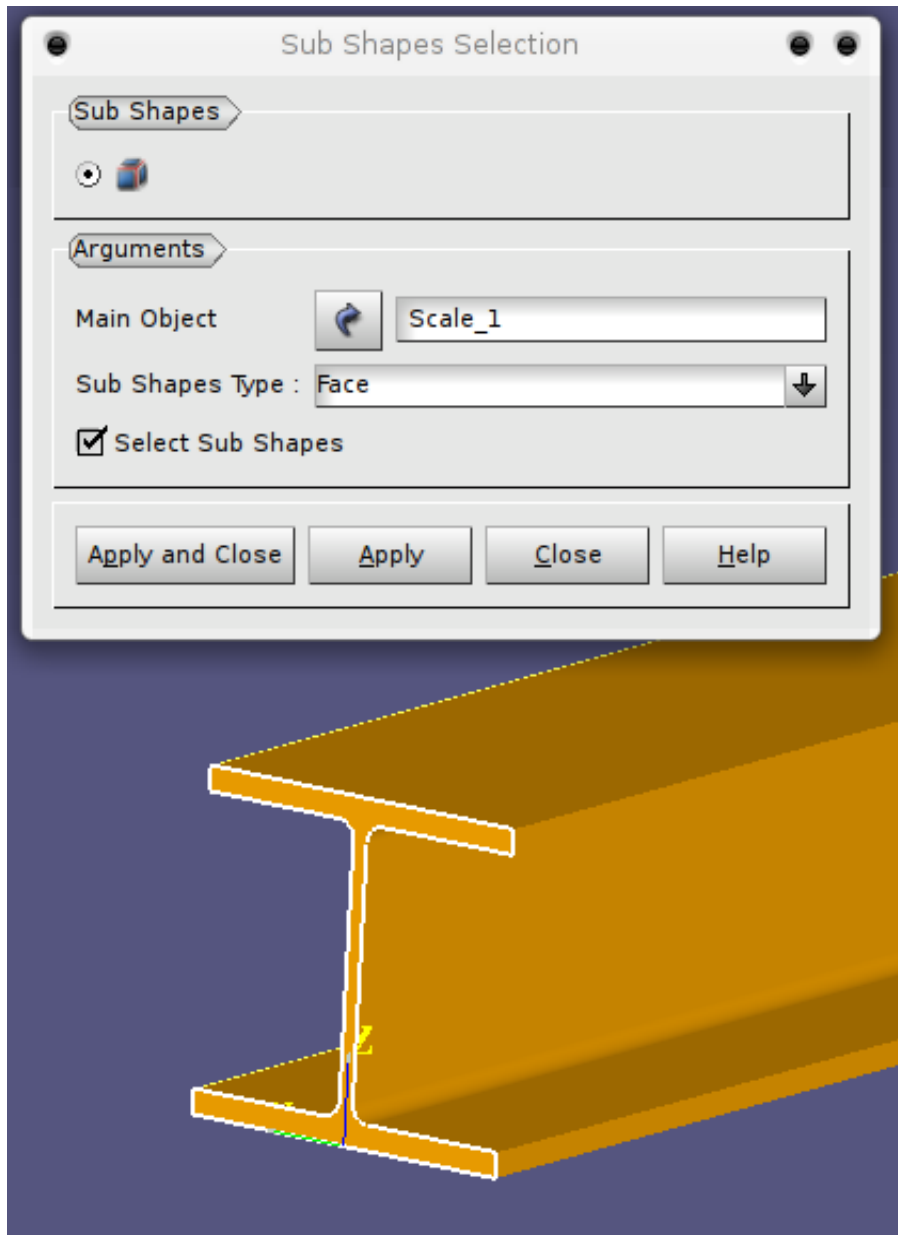 Sub Shapes Selection
Sub Shapes
Arguments
Main Object Scale_1
Sub Shapes Type : Face
Select Sub Shapes
Apply and Close Apply Close Help
Z